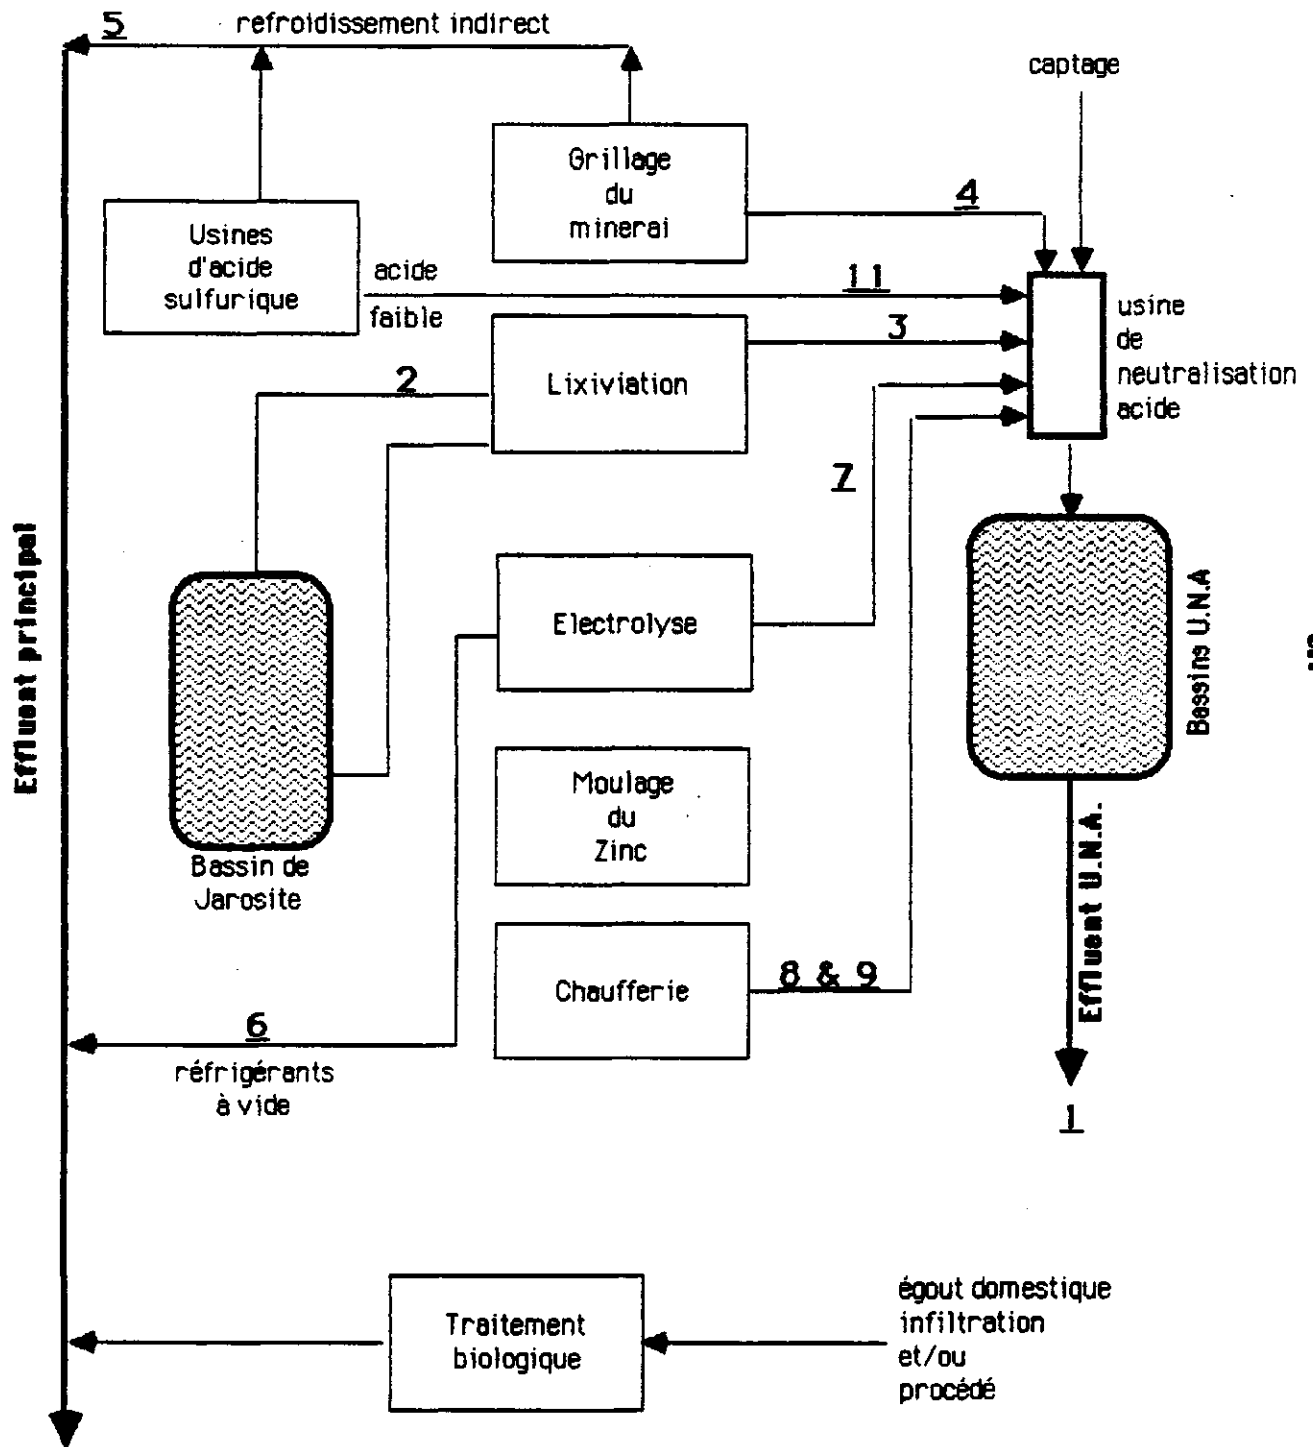 5
refroidissement indirect
captage
Grillage
du
minerai
4
Usines
d'acide
sulfurique
acide
faible
11
usine
de
neutralisation
acide
3
2
Lixiviation
7
Effluent principal
Electrolyse
Bassins U.N.A
Moulage
du
Zinc
Bassin de
Jarosite
Effluent U.N.A.
Chaufferie
8 & 9
6
réfrigérants
à vide
1
Traitement
biologique
égout domestique
infiltration
et/ou
procédé